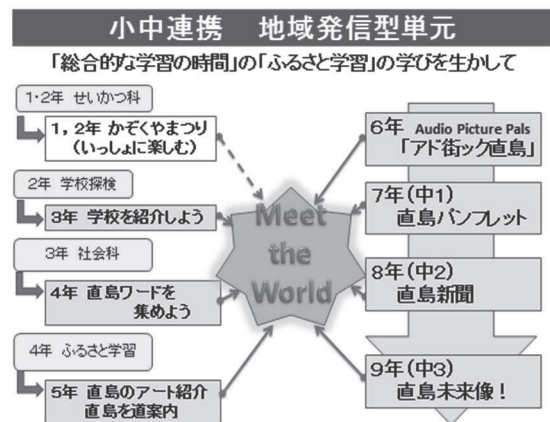 小中連携　地域発信型単元
「総合的な学習の時間」の「ふるさと学習」の学びを生かして
1・2年 せいかつ科
1，2年 かぞくやまつり
（いっしょに楽しむ）
2年 学校探検
3年 学校を紹介しよう
3年 社会科
4年 直島ワードを
集めよう
4年 ふるさと学習
5年 直島のアート紹介
直島を道案内
Meet
the
World
6年 Audio Picture Pals
「アド街ック直島」
7年（中1）
直島パンフレット
8年（中2）
直島新聞
9年（中3）
直島未来像！